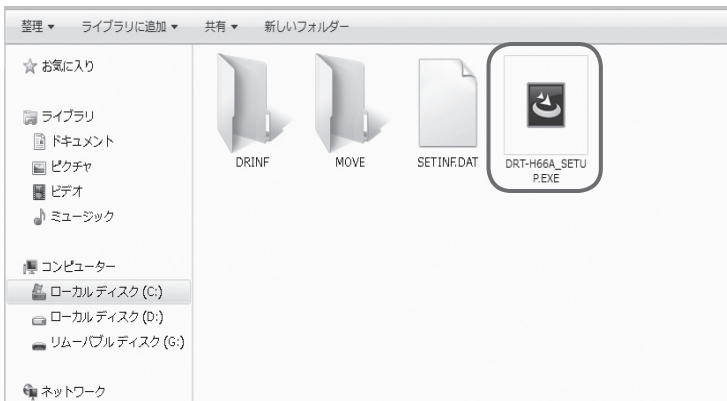 整理 ▼ ライブラリに追加 ▼ 共有 ▼ 新しいフォルダー
お気に入り
ライブラリ
ドキュメント
ピクチャ
ビデオ
ミュージック
コンピューター
ローカル ディスク (C:)
ローカル ディスク (D:)
リムーバブル ディスク (G:)
ネットワーク
DRINF
MOVE
SETINF.DAT
DRT-H66A_SETU
P.EXE